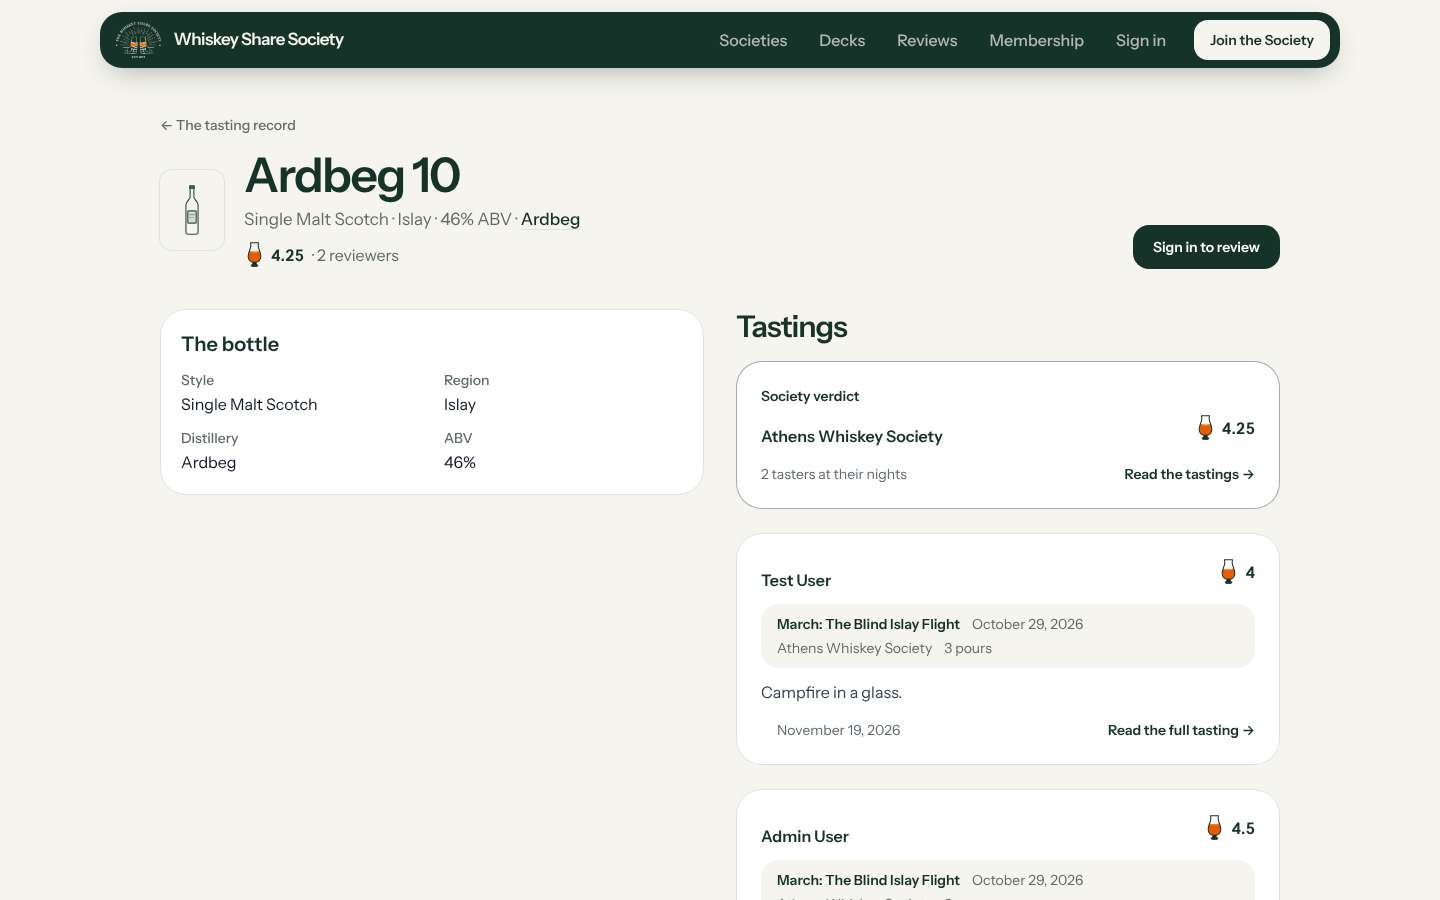 Whiskey Share Society
Societies
Decks
Reviews
Membership
Sign in
Join the Society
← The tasting record
Ardbeg 10
Single Malt Scotch · Islay · 46% ABV · Ardbeg
4.25 · 2 reviewers
Sign in to review
The bottle
Style
Single Malt Scotch
Region
Islay
Distillery
Ardbeg
ABV
46%
Tastings
Society verdict
Athens Whiskey Society
4.25
2 tasters at their nights
Read the tastings →
Test User
4
March: The Blind Islay Flight October 29, 2026
Athens Whiskey Society 3 pours
Campfire in a glass.
November 19, 2026
Read the full tasting →
Admin User
4.5
March: The Blind Islay Flight October 29, 2026